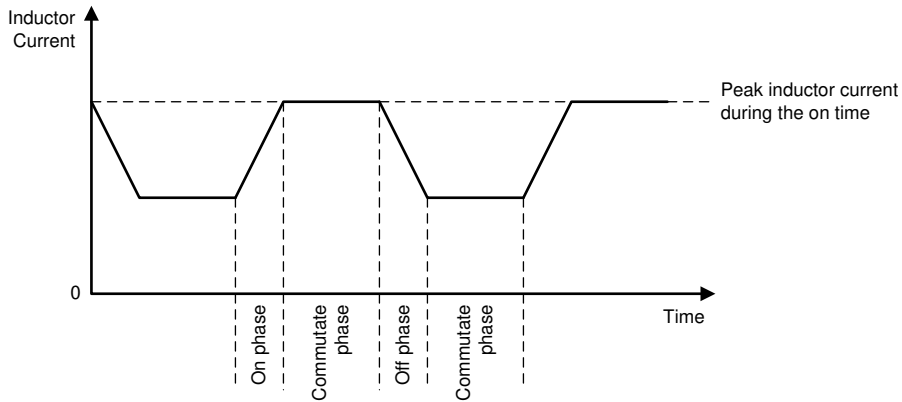 Inductor
Current
Peak inductor current
during the on time
0
Time
On phase
Commutate
phase
Off phase
Commutate
phase